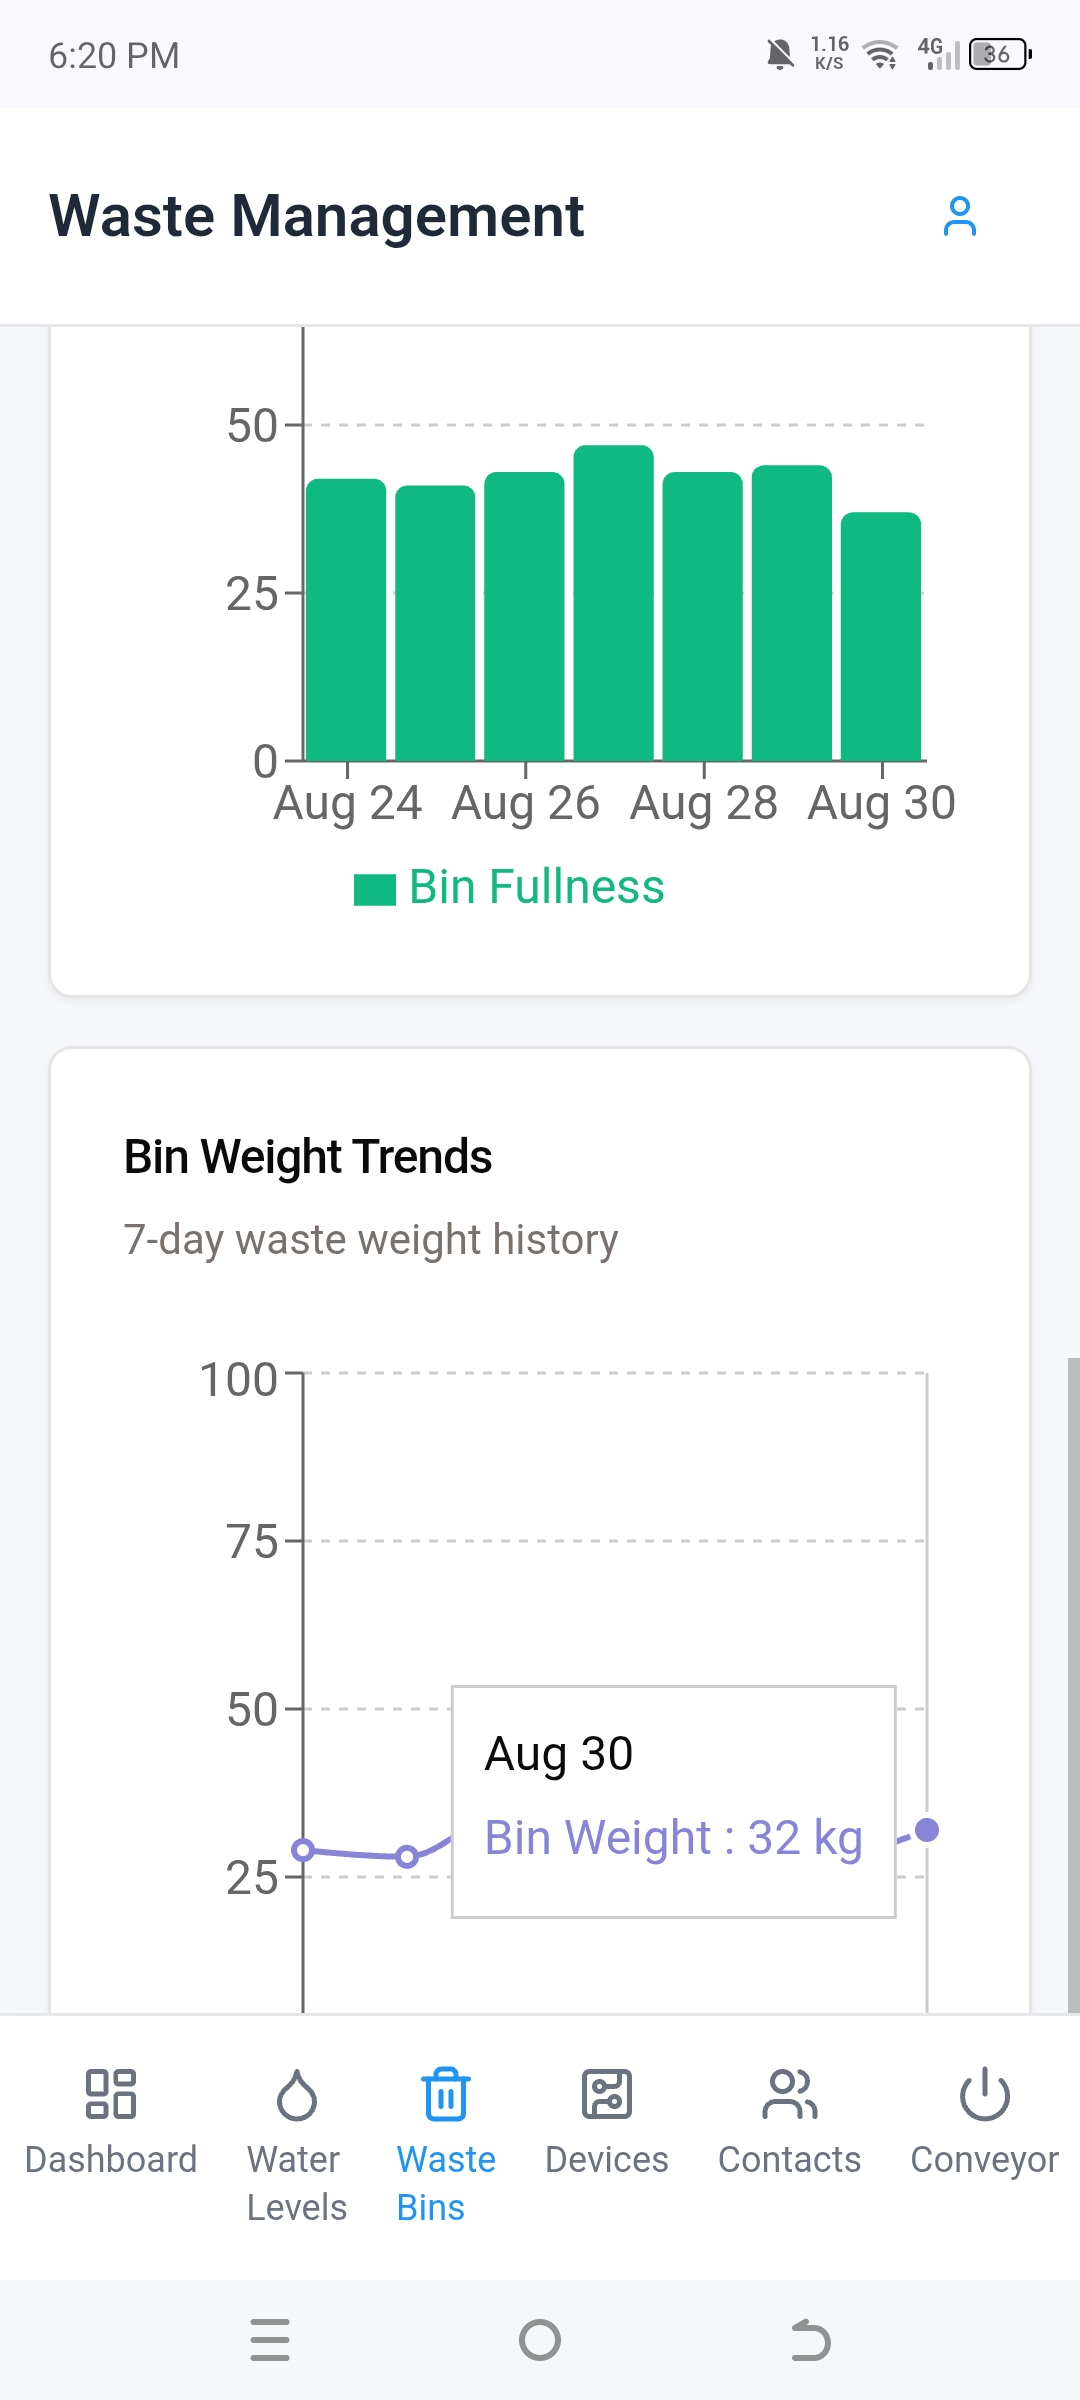 6:20 PM
1.16
K/S
4G
36
Waste Management
50
25
0
Aug 24 Aug 26 Aug 28 Aug 30
Bin Fullness
Bin Weight Trends
7-day waste weight history
100
75
50
Aug 30
Bin Weight : 32 kg
25
Dashboard
Water
Levels
Waste
Bins
Devices
Contacts
Conveyor